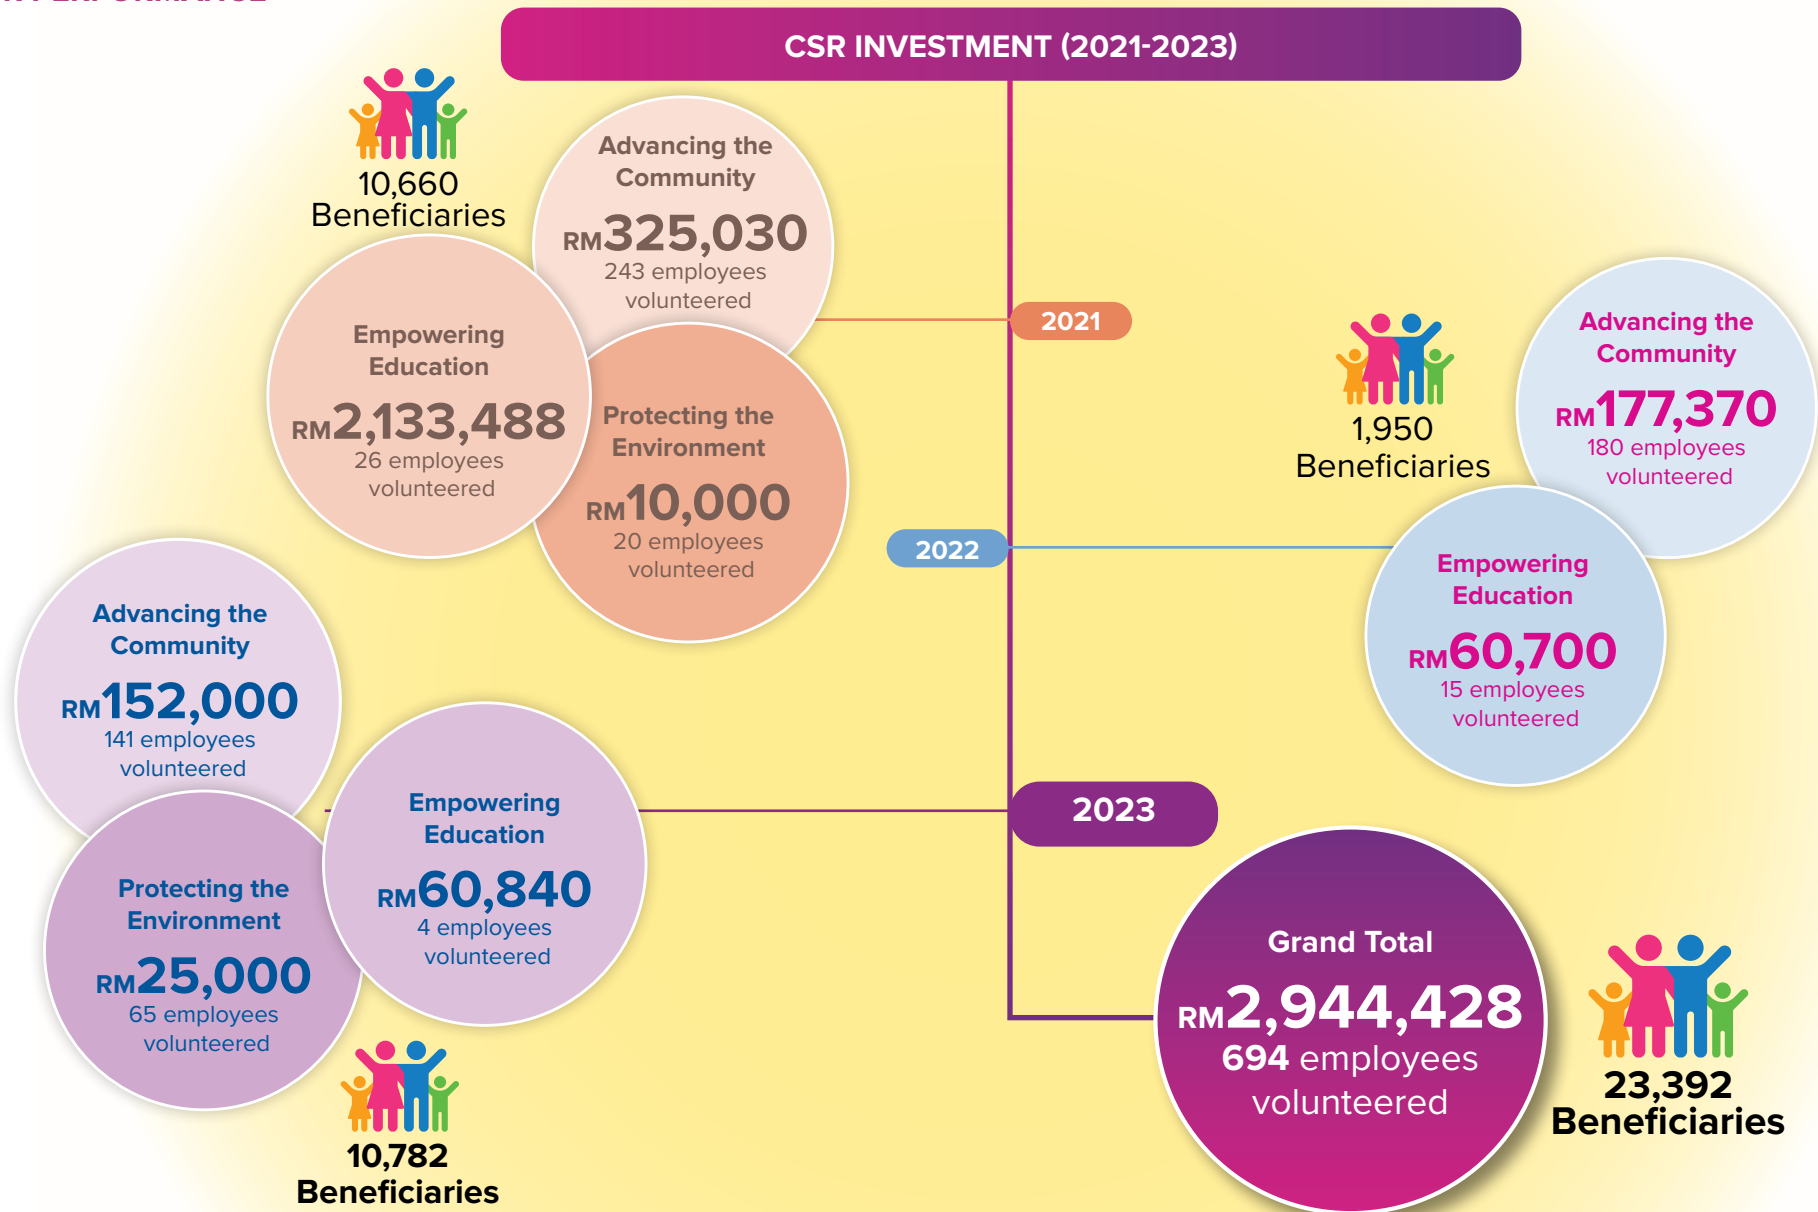 CSR INVESTMENT (2021-2023)
10,660
Beneficiaries
Advancing the
Community
RM325,030
243 employees
volunteered
Empowering
Education
RM2,133,488
26 employees
volunteered
Protecting the
Environment
RM10,000
20 employees
volunteered
2021
1,950
Beneficiaries
Advancing the
Community
RM177,370
180 employees
volunteered
Empowering
Education
RM60,700
15 employees
volunteered
2022
Advancing the
Community
RM152,000
141 employees
volunteered
Empowering
Education
RM60,840
4 employees
volunteered
Protecting the
Environment
RM25,000
65 employees
volunteered
10,782
Beneficiaries
2023
Grand Total
RM2,944,428
694 employees
volunteered
23,392
Beneficiaries